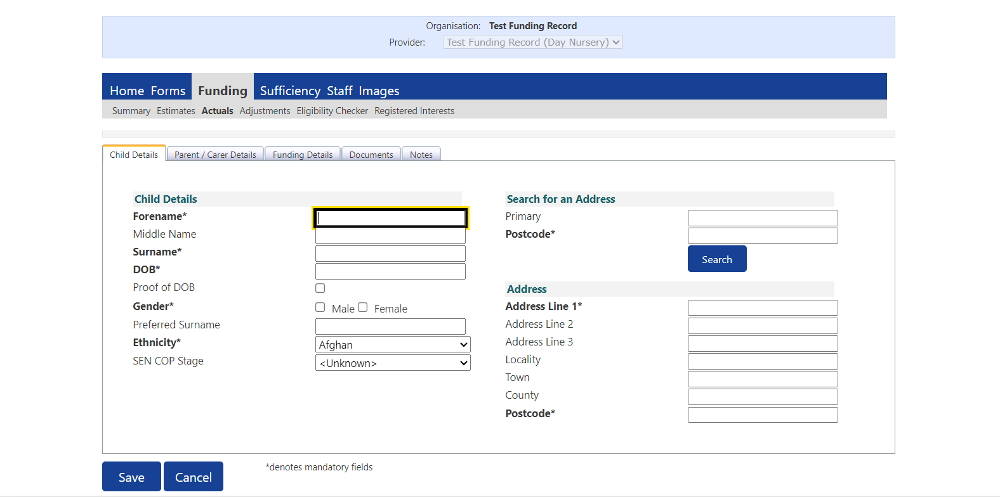 Organisation: Test Funding Record
Provider: Test Funding Record (Day Nursery)
Home Forms Funding Sufficiency Staff Images
Summary Estimates Actuals Adjustments Eligibility Checker Registered Interests
Child Details Parent / Carer Details Funding Details Documents Notes
Child Details
Forename*
Middle Name
Surname*
DOB*
Proof of DOB
Gender* Male Female
Preferred Surname
Ethnicity* Afghan
SEN COP Stage <Unknown>
Search for an Address
Primary
Postcode*
Search
Address
Address Line 1*
Address Line 2
Address Line 3
Locality
Town
County
Postcode*
Save Cancel *denotes mandatory fields